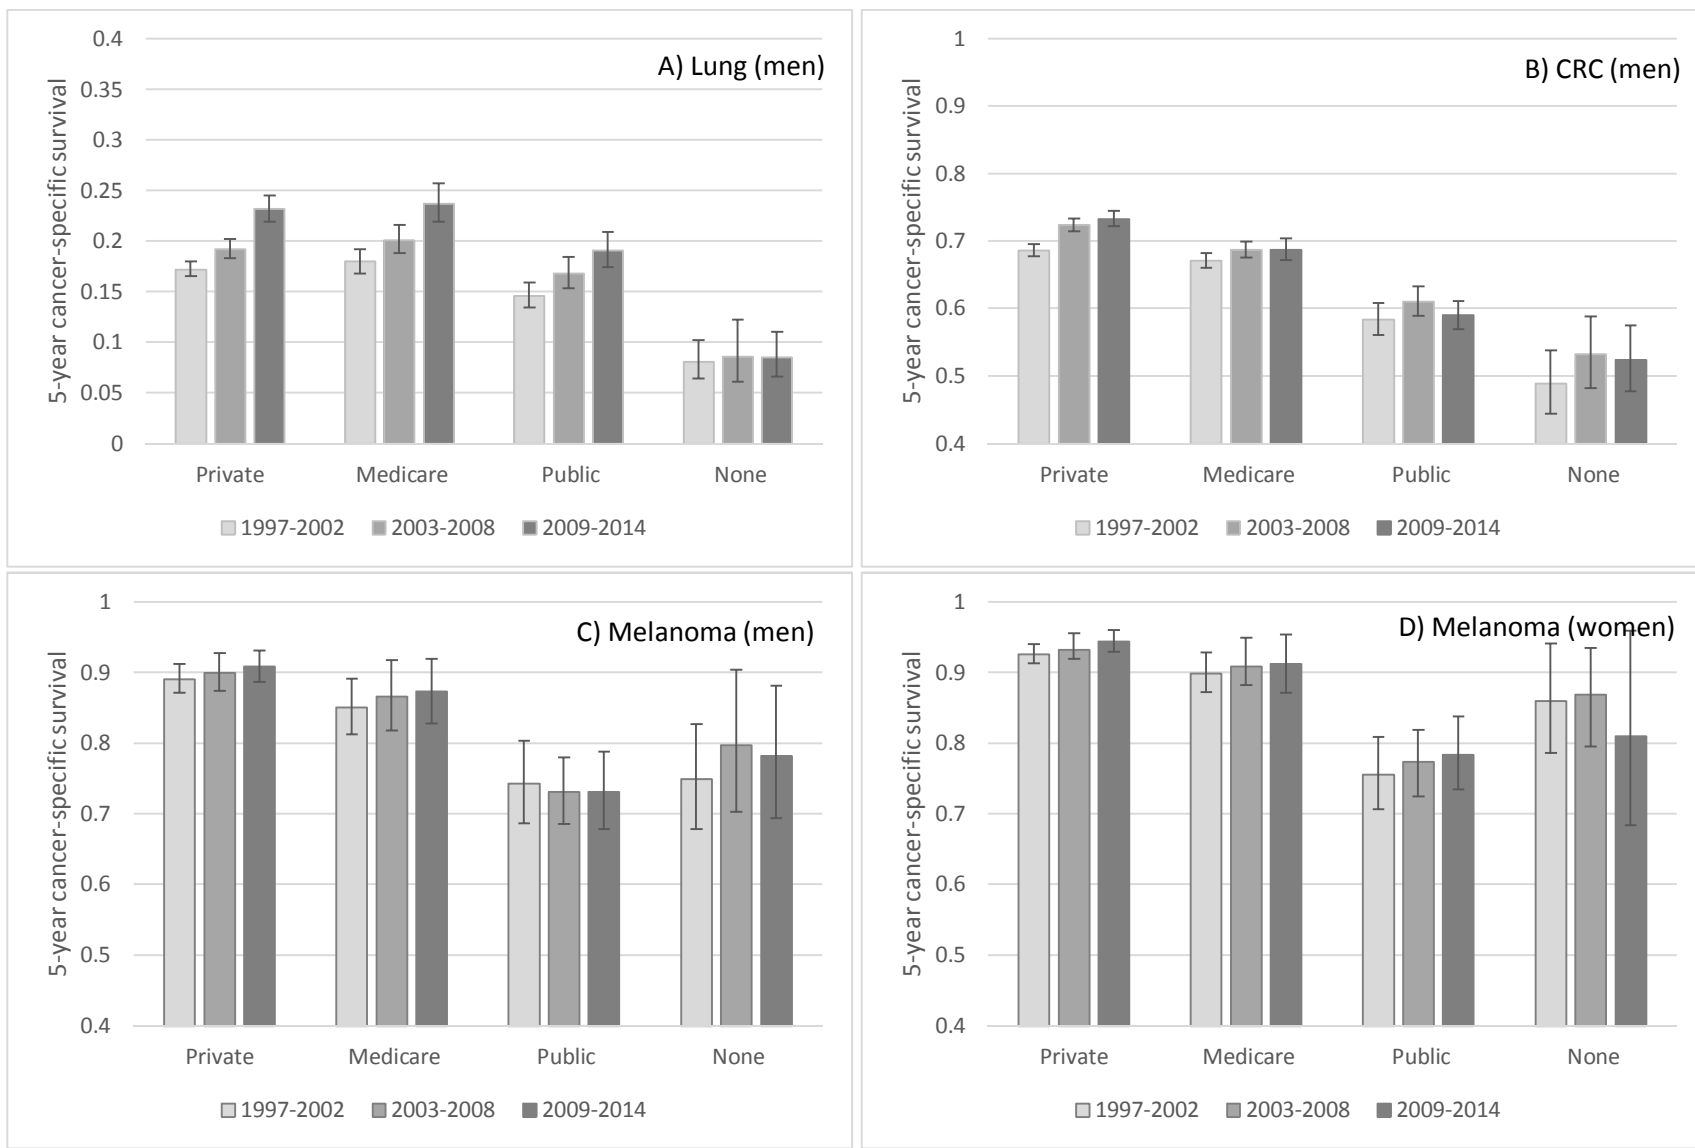 A) Lung (men)
5-year cancer-specific survival
0.4
0.35
0.3
0.25
0.2
0.15
0.1
0.05
0
Private Medicare Public None
1997-2002 2003-2008 2009-2014
B) CRC (men)
5-year cancer-specific survival
1
0.9
0.8
0.7
0.6
0.5
0.4
Private Medicare Public None
1997-2002 2003-2008 2009-2014
C) Melanoma (men)
5-year cancer-specific survival
1
0.9
0.8
0.7
0.6
0.5
0.4
Private Medicare Public None
1997-2002 2003-2008 2009-2014
D) Melanoma (women)
5-year cancer-specific survival
1
0.9
0.8
0.7
0.6
0.5
0.4
Private Medicare Public None
1997-2002 2003-2008 2009-2014